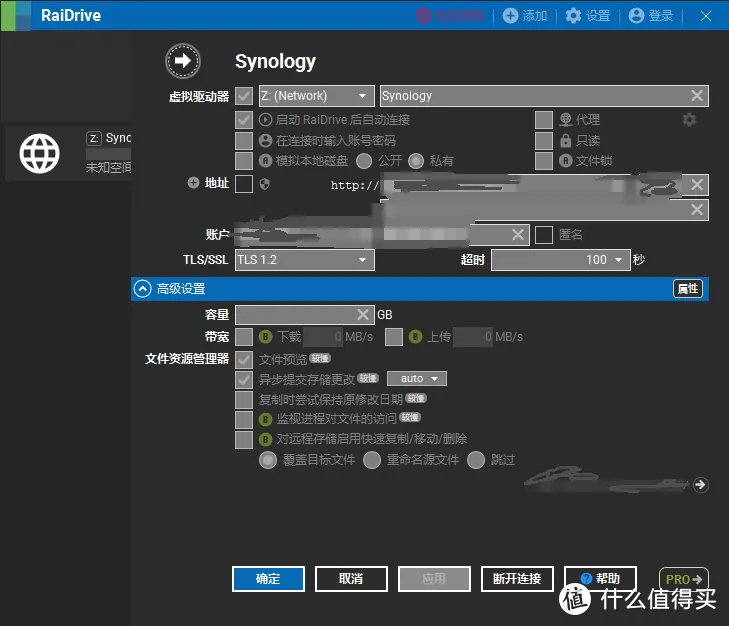 RaiDrive
添加
设置
登录
Synology
虚拟驱动器 Z: (Network) Synology
启动 RaiDrive 后自动连接 代理
在连接时输入账号密码 只读
模拟本地磁盘 公开 私有 文件锁
Z: Sync
未知空间
地址 http://
账户 匿名
TLS/SSL TLS 1.2 超时 100 秒
高级设置 属性
容量 GB
带宽 B 下载 0 MB/s B 上传 0 MB/s
文件资源管理器 文件预览 较慢
异步提交存储更改 较慢 auto
复制时尝试保持原修改日期 较慢
B 监视进程对文件的访问 较慢
B 对远程存储启用快速复制/移动/删除
覆盖目标文件 重命名源文件 跳过
确定 取消 应用 断开连接 ? 帮助 PRO
值 什么值得买